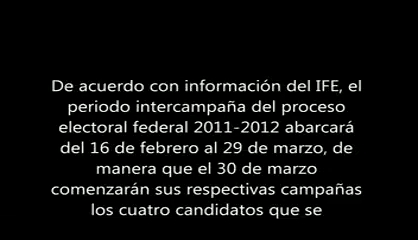 De acuerdo con información del IFE, el
periodo intercampaña del proceso
electoral federal 2011-2012 abarcará
del 16 de febrero al 29 de marzo, de
manera que el 30 de marzo
comenzarán sus respectivas campañas
los cuatro candidatos que se